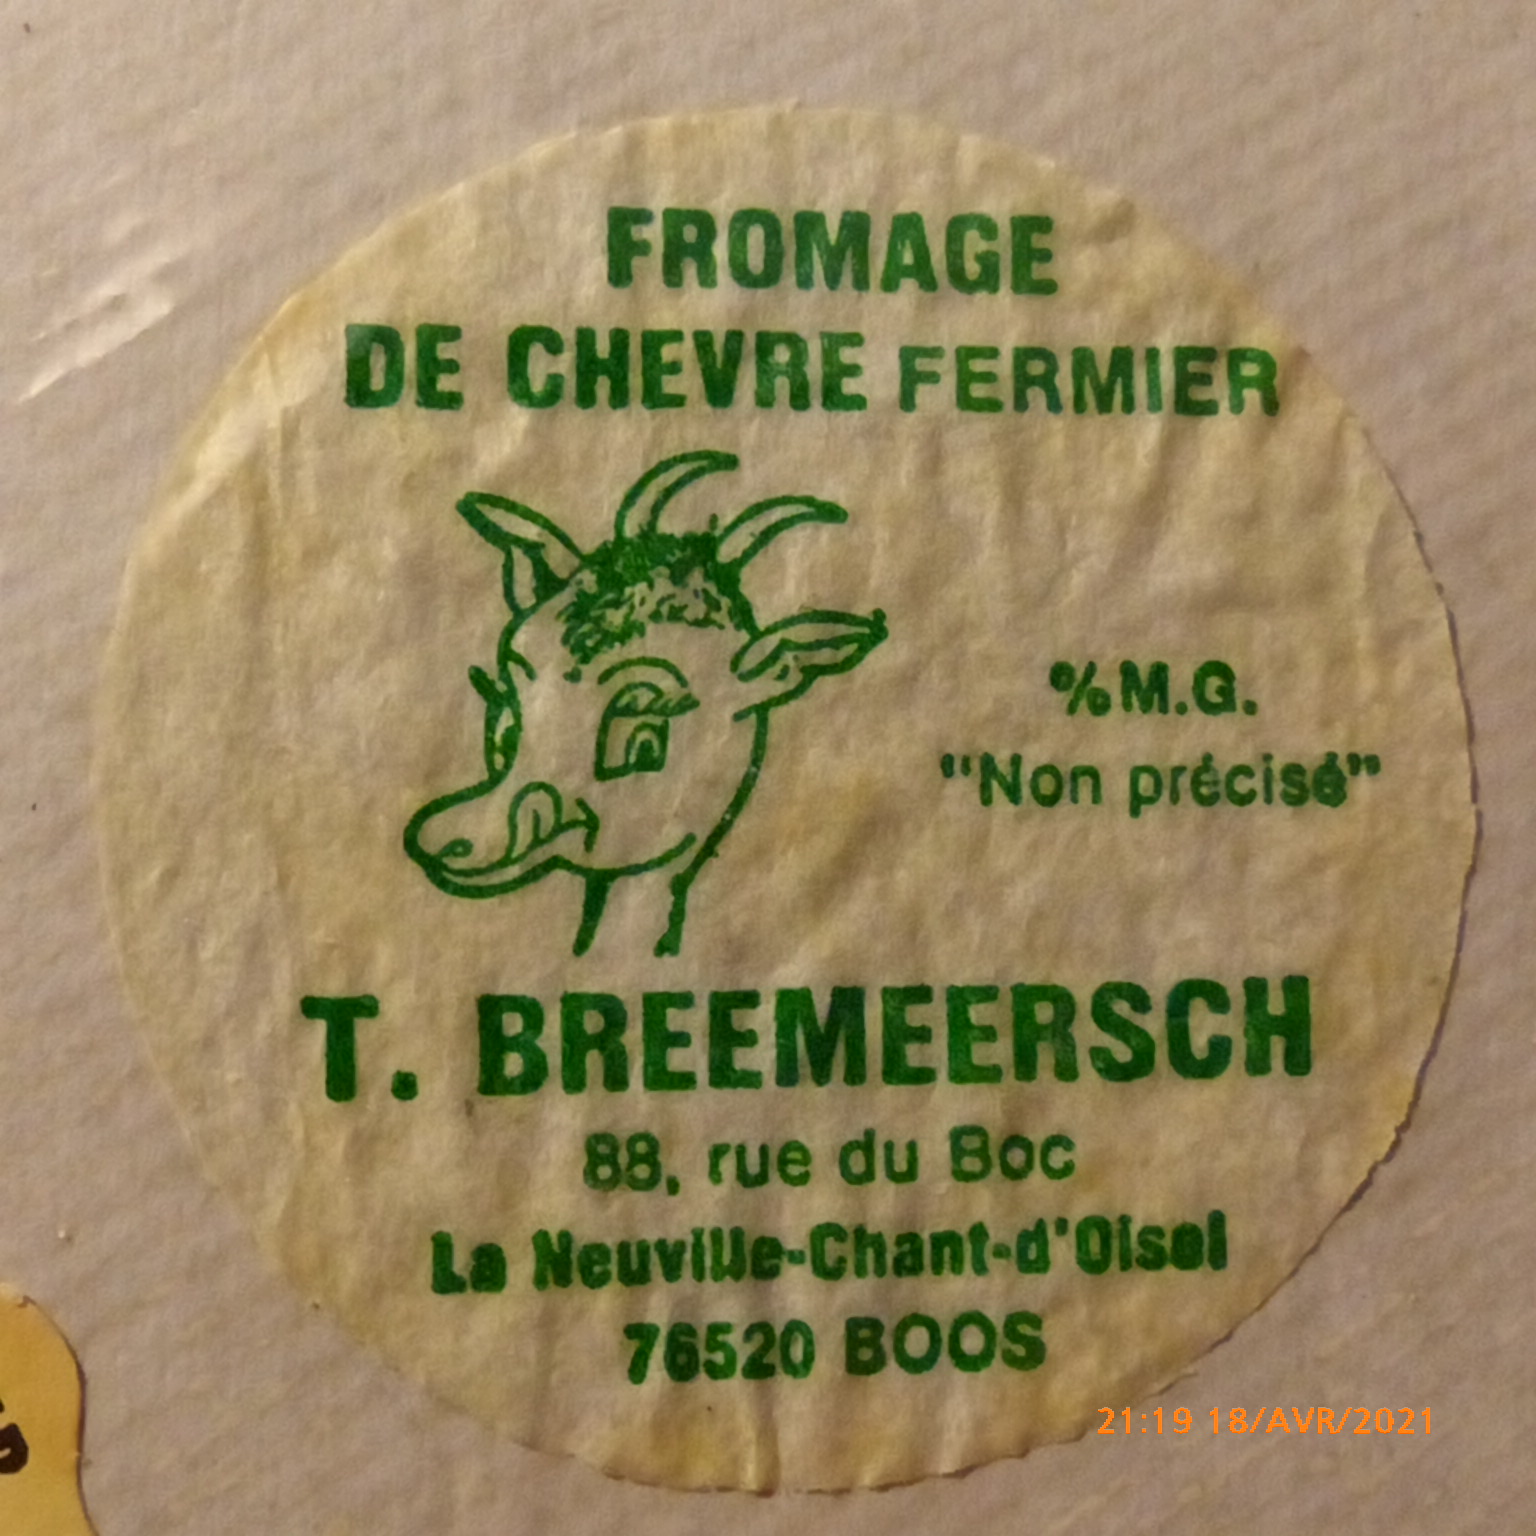 FROMAGE
DE CHEVRE FERMIER
% M.G.
"Non précisé"
T. BREEMEERSCH
88, rue du Boc
La Neuville-Chant-d'Oisel
76520 BOOS
21:19 18/AVR/2021